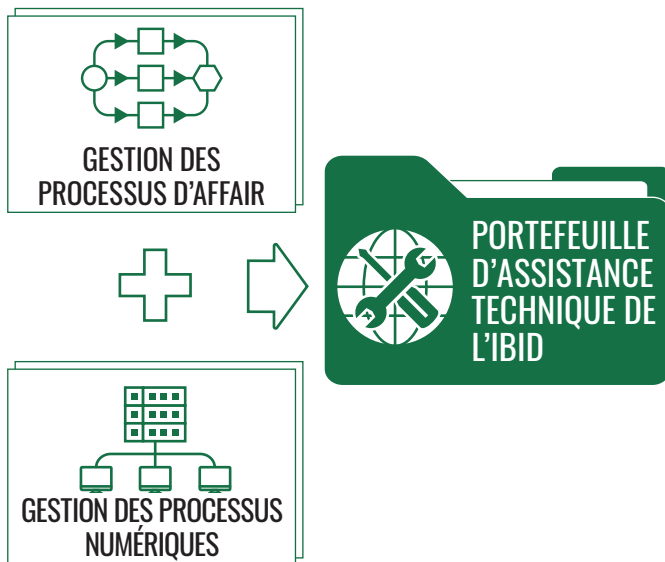 GESTION DES
PROCESSUS D'AFFAIR
PORTEFEUILLE
D'ASSISTANCE
TECHNIQUE DE
L'IBID
GESTION DES PROCESSUS
NUMÉRIQUES